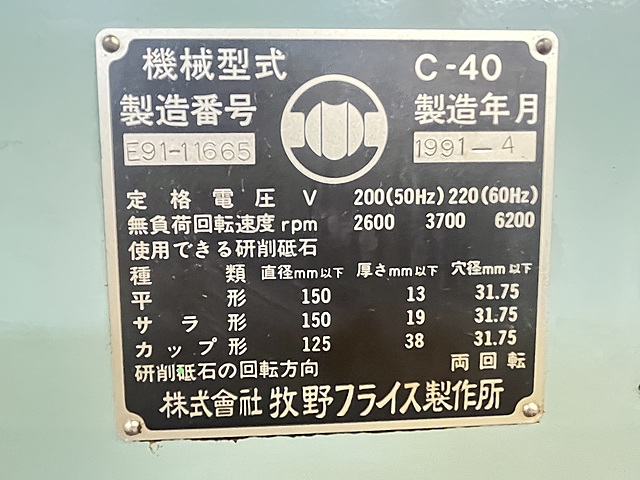 機械型式 C-40
製造番号 製造年月
E91-11665 1991-4
定格電圧 V 200(50Hz) 220(60Hz)
無負荷回転速度 rpm 2600 3700 6200
使用できる研削砥石
種類 直径mm以下 厚さmm以下 穴径mm以下
平形 150 13 31.75
サラ形 150 19 31.75
カップ形 125 38 31.75
研削砥石の回転方向 両回転
株式會社 牧野フライス製作所